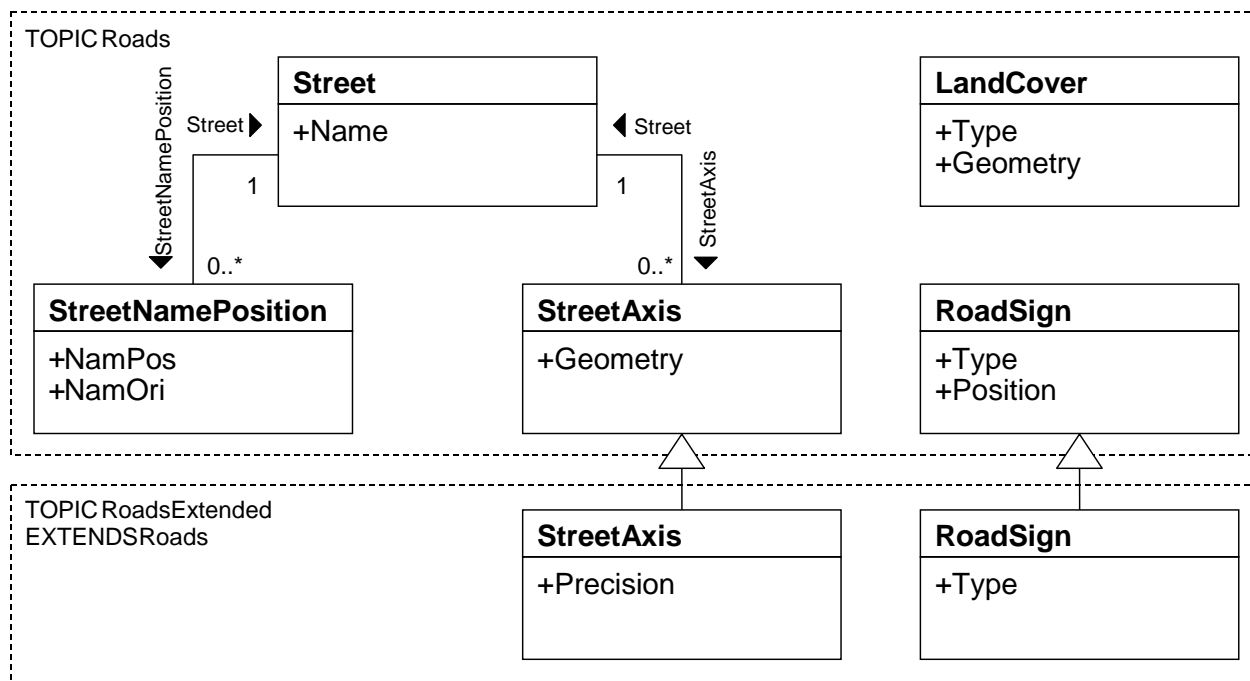 TOPIC Roads
Street
+Name
LandCover
+Type
+Geometry
StreetNamePosition
Street
Street
StreetAxis
1
1
0..*
0..*
StreetNamePosition
+NamPos
+NamOri
StreetAxis
+Geometry
RoadSign
+Type
+Position
TOPIC RoadsExtended
EXTENDSRoads
StreetAxis
+Precision
RoadSign
+Type